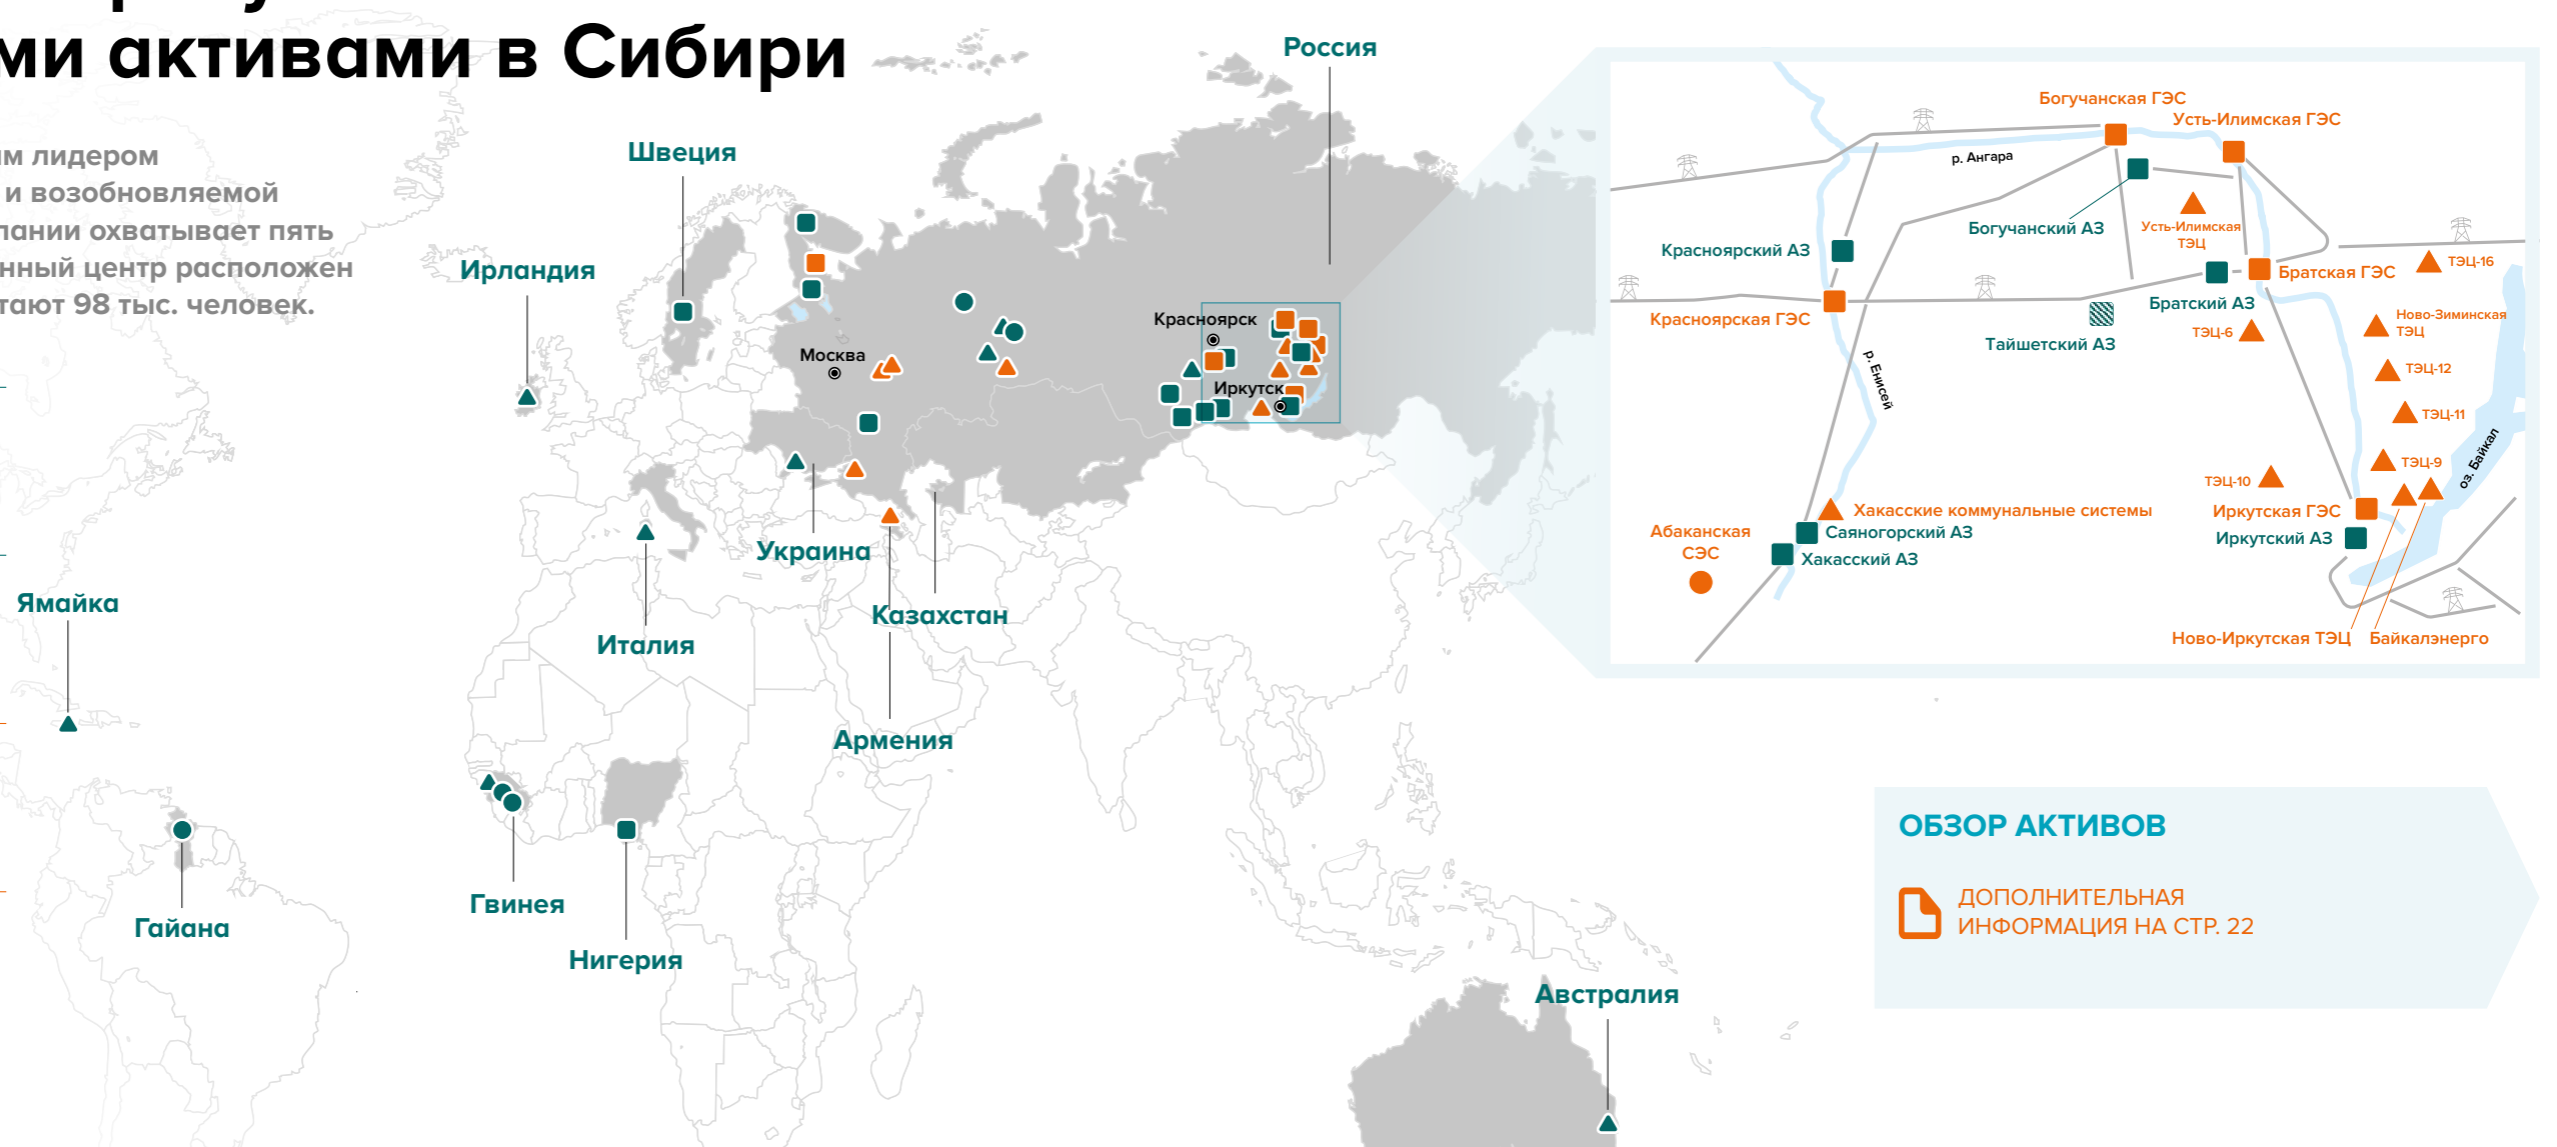 ми активами в Сибири
лидером
и возобновляемой
охватывает пять
центр расположен
98 тыс. человек.
Россия
Швеция
Ирландия
Москва
Красноярск
Иркутск
Украина
Казахстан
Италия
Армения
Ямайка
Гайана
Гвинея
Нигерия
Австралия
Богучанская ГЭС
Усть-Илимская ГЭС
р. Ангара
Богучанский АЗ
Усть-Илимская
ТЭЦ
Красноярский АЗ
Братская ГЭС
ТЭЦ-16
Братский АЗ
Красноярская ГЭС
Тайшетский АЗ
ТЭЦ-6
Ново-Зиминская
ТЭЦ
р. Енисей
ТЭЦ-12
ТЭЦ-11
ТЭЦ-9
оз. Байкал
ТЭЦ-10
Хакасские коммунальные системы
Иркутская ГЭС
Абаканская
СЭС
Саяногорский АЗ
Иркутский АЗ
Хакасский АЗ
Ново-Иркутская ТЭЦ
Байкалэнерго
ОБЗОР АКТИВОВ
ДОПОЛНИТЕЛЬНАЯ
ИНФОРМАЦИЯ НА СТР. 22